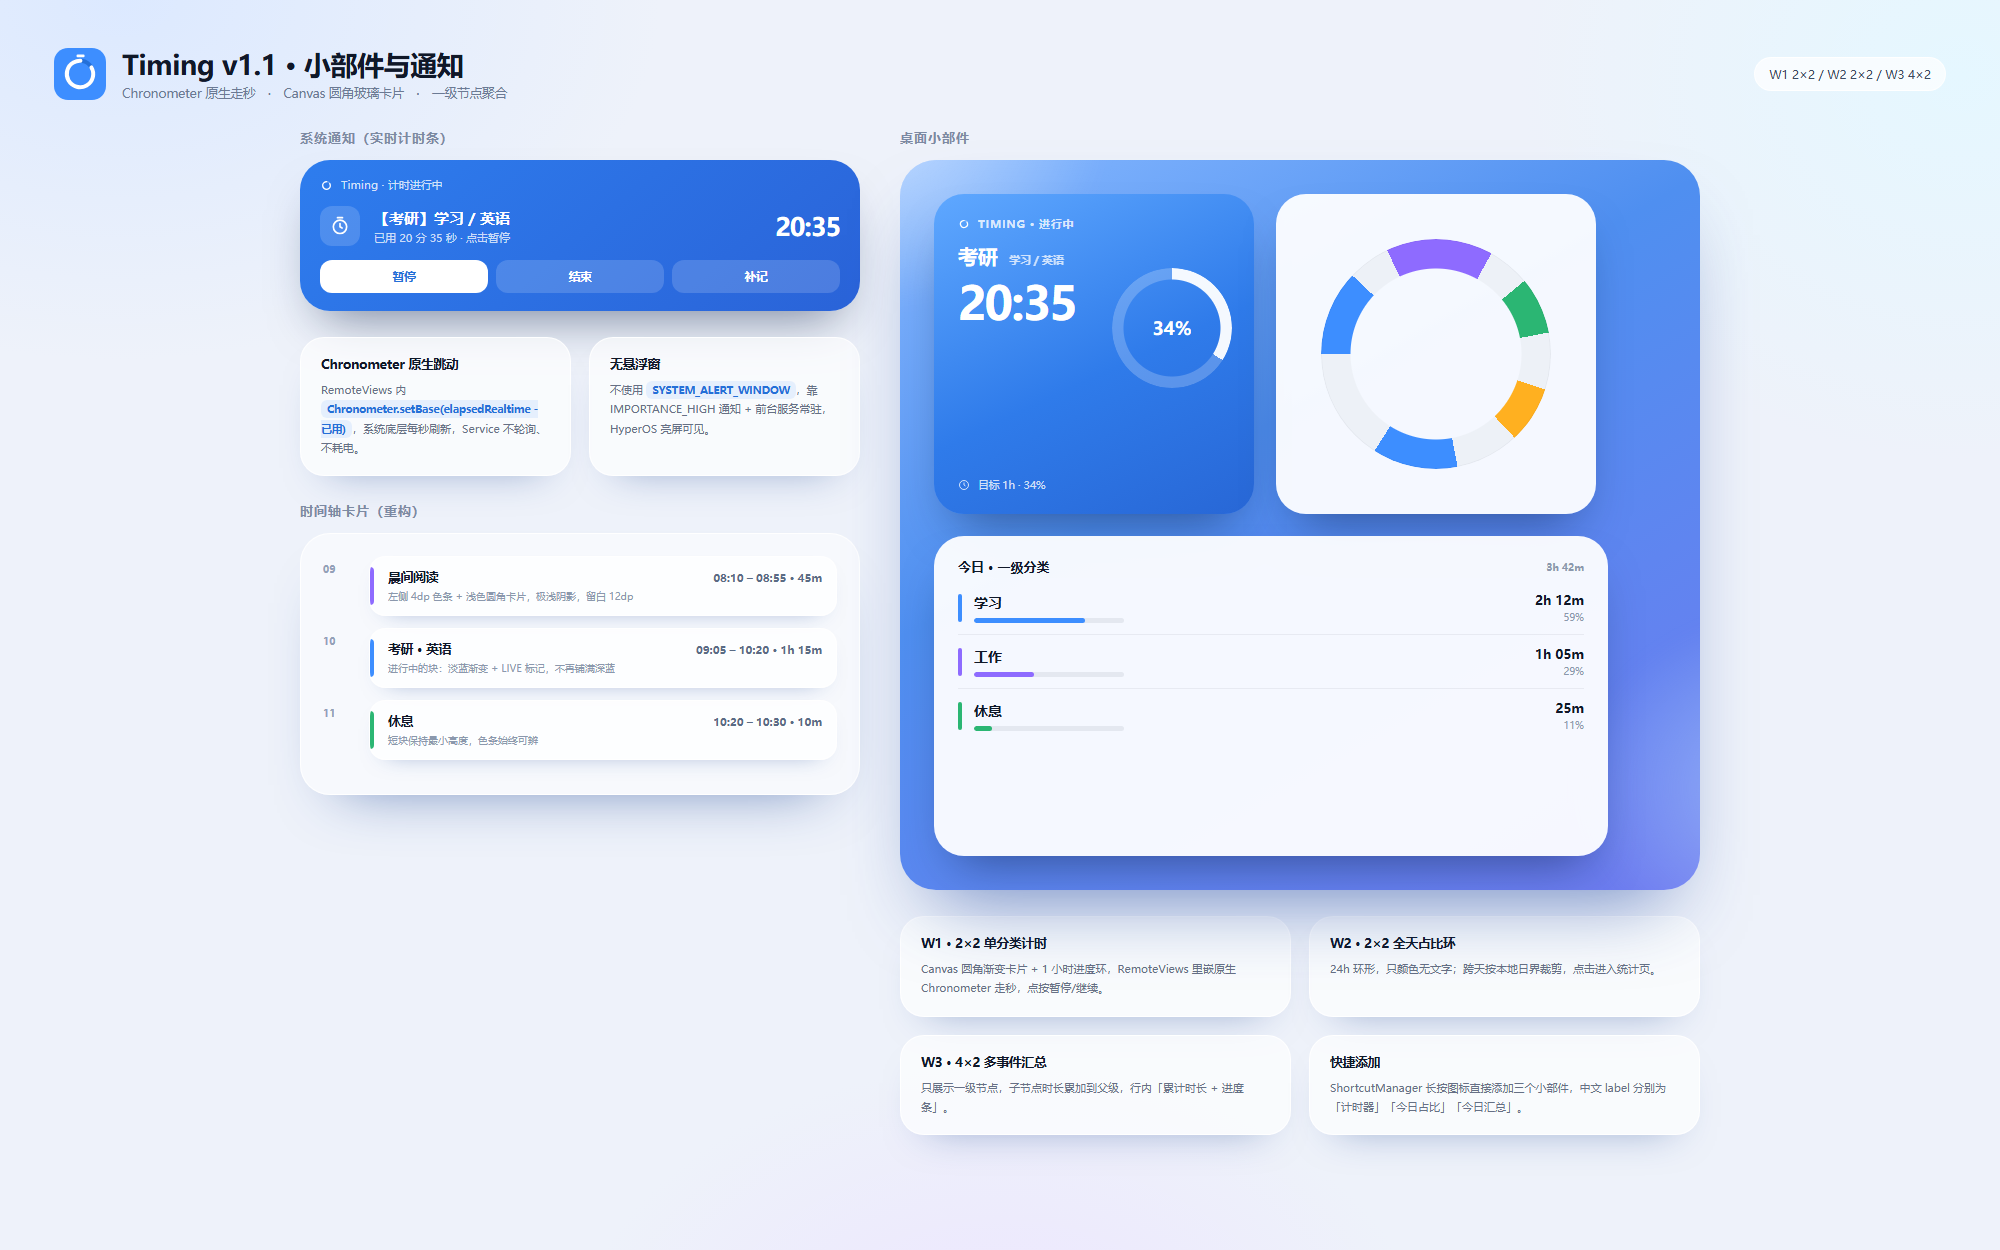 Timing v1.1 • 小部件与通知
Chronometer 原生走秒 · Canvas 圆角玻璃卡片 · 一级节点聚合
W1 2×2 / W2 2×2 / W3 4×2
系统通知（实时计时条）
Timing · 计时进行中
【考研】学习 / 英语
已用 20 分 35 秒 · 点击暂停
20:35
暂停
结束
补记
Chronometer 原生跳动
RemoteViews 内
Chronometer.setBase(elapsedRealtime -
已用)，系统底层每秒刷新，Service 不轮询、
不耗电。
无悬浮窗
不使用 SYSTEM_ALERT_WINDOW，靠
IMPORTANCE_HIGH 通知 + 前台服务常驻，
HyperOS 亮屏可见。
时间轴卡片（重构）
09
晨间阅读
08:10 – 08:55 • 45m
左侧 4dp 色条 + 浅色圆角卡片，极浅阴影，留白 12dp
10
考研 • 英语
09:05 – 10:20 • 1h 15m
进行中的块：淡蓝渐变 + LIVE 标记，不再铺满深蓝
11
休息
10:20 – 10:30 • 10m
短块保持最小高度，色条始终可辨
桌面小部件
TIMING • 进行中
考研 学习 / 英语
20:35
34%
目标 1h · 34%
今日 • 一级分类
3h 42m
学习
2h 12m
59%
工作
1h 05m
29%
休息
25m
11%
W1 • 2×2 单分类计时
Canvas 圆角渐变卡片 + 1 小时进度环，RemoteViews 里嵌原生
Chronometer 走秒，点按暂停/继续。
W2 • 2×2 全天占比环
24h 环形，只颜色无文字；跨天按本地日界裁剪，点击进入统计页。
W3 • 4×2 多事件汇总
只展示一级节点，子节点时长累加到父级，行内「累计时长 + 进度
条」。
快捷添加
ShortcutManager 长按图标直接添加三个小部件，中文 label 分别为
「计时器」「今日占比」「今日汇总」。